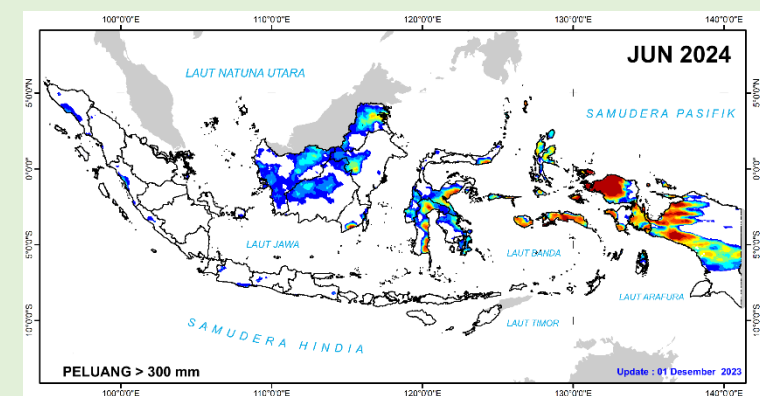 100°0'0"E 110°0'0"E 120°0'0"E 130°0'0"E 140°0'0"E
JUN 2024
LAUT NATUNA UTARA
5°0'0"N 5°0'0"N
SAMUDERA PASIFIK
0°0'0" 0°0'0"
LAUT JAWA
LAUT BANDA
5°0'0"S 5°0'0"S
LAUT ARAFURA
SAMUDERA HINDIA
LAUT TIMOR
10°0'0"S 10°0'0"S
PELUANG > 300 mm
Update : 01 Desember 2023
100°0'0"E 110°0'0"E 120°0'0"E 130°0'0"E 140°0'0"E